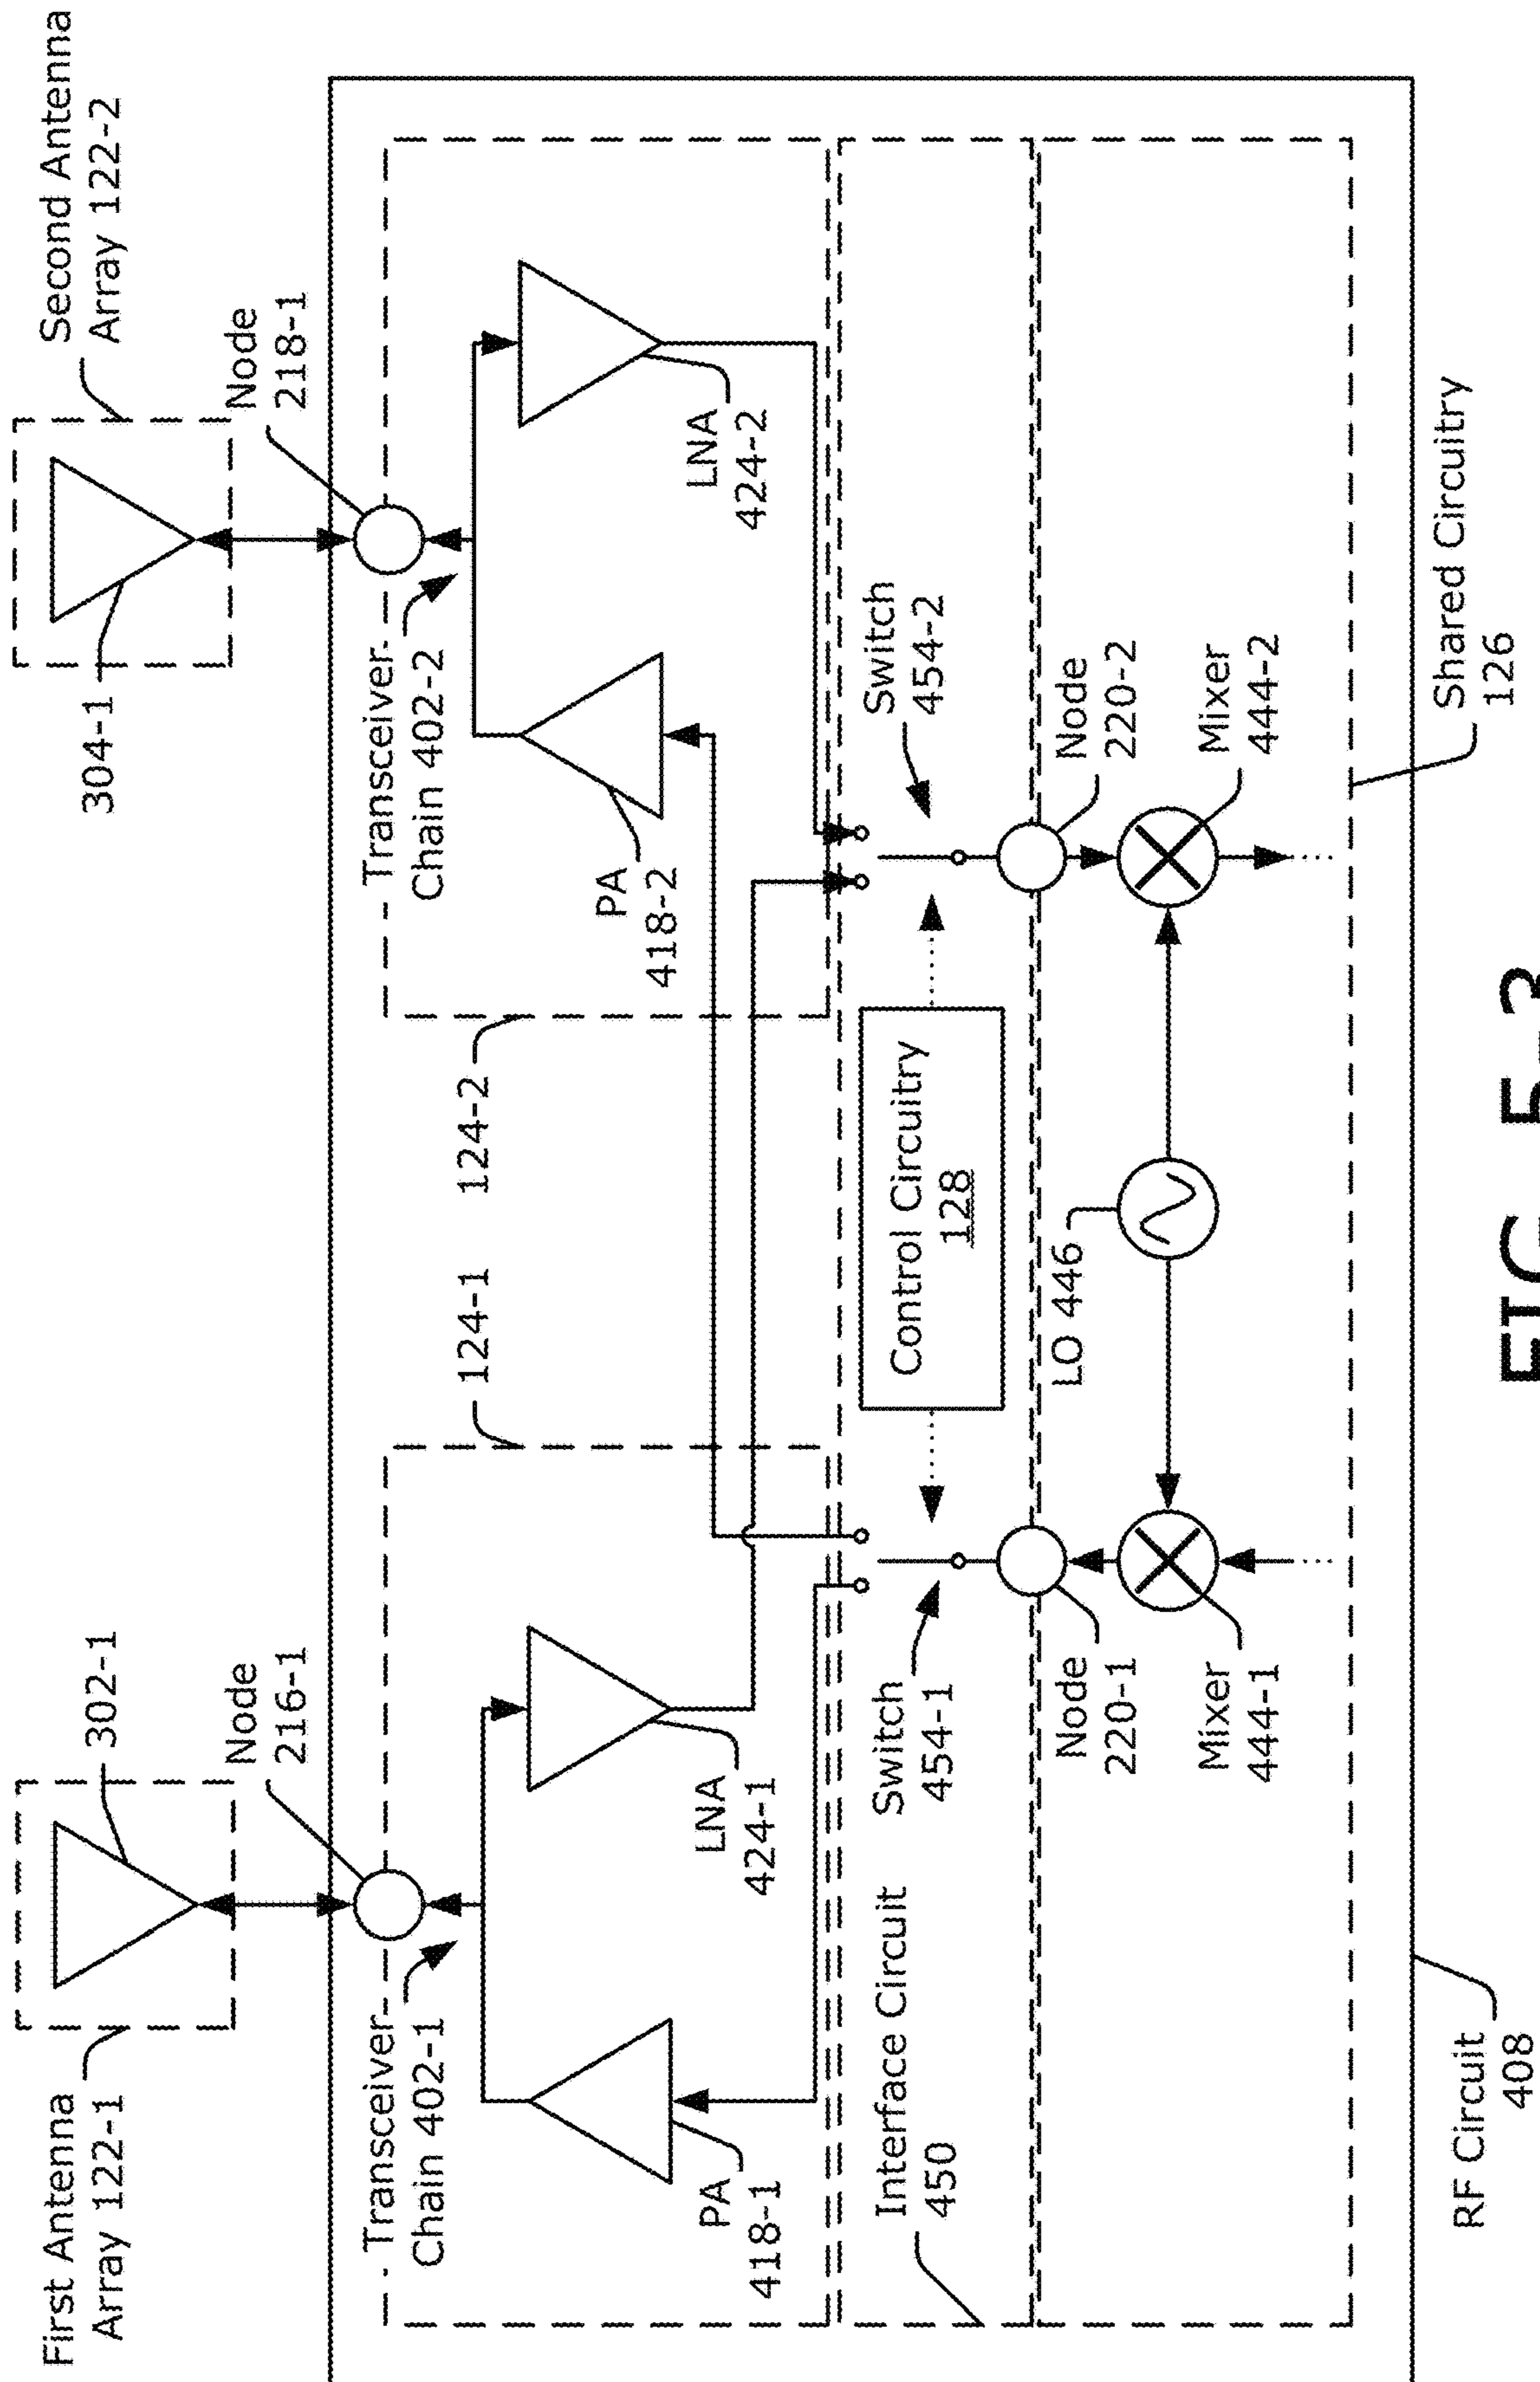 First Antenna
Array 122-1
302-1
Second Antenna
Array 122-2
304-1
Node
216-1
Node
218-1
Transceiver
Chain 402-1
124-1
124-2
Transceiver
Chain 402-2
PA
418-1
LNA
424-1
PA
418-2
LNA
424-2
Interface Circuit
450
Switch
454-1
Control Circuitry
128
Switch
454-2
Node
220-1
LO 446
Node
220-2
Mixer
444-1
Mixer
444-2
RF Circuit
408
Shared Circuitry
126
FIG. 5-3